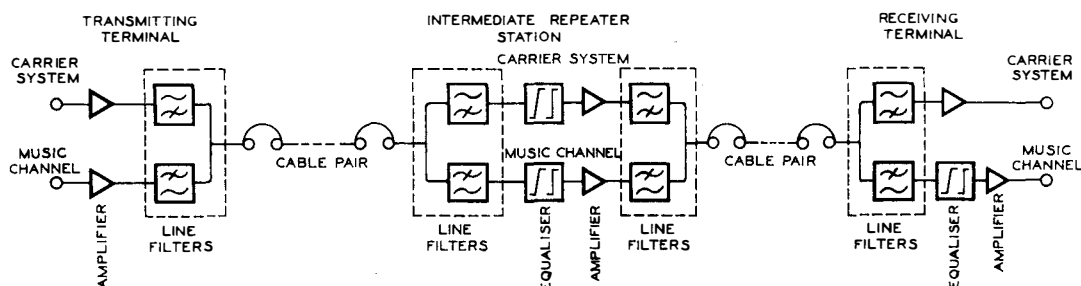 TRANSMITTING
TERMINAL
CARRIER
SYSTEM
MUSIC
CHANNEL
AMPLIFIER
LINE
FILTERS
CABLE PAIR
INTERMEDIATE REPEATER
STATION
CARRIER SYSTEM
MUSIC CHANNEL
LINE
FILTERS
EQUALISER
AMPLIFIER
LINE
FILTERS
CABLE PAIR
RECEIVING
TERMINAL
CARRIER
SYSTEM
MUSIC
CHANNEL
LINE
FILTERS
EQUALISER
AMPLIFIER